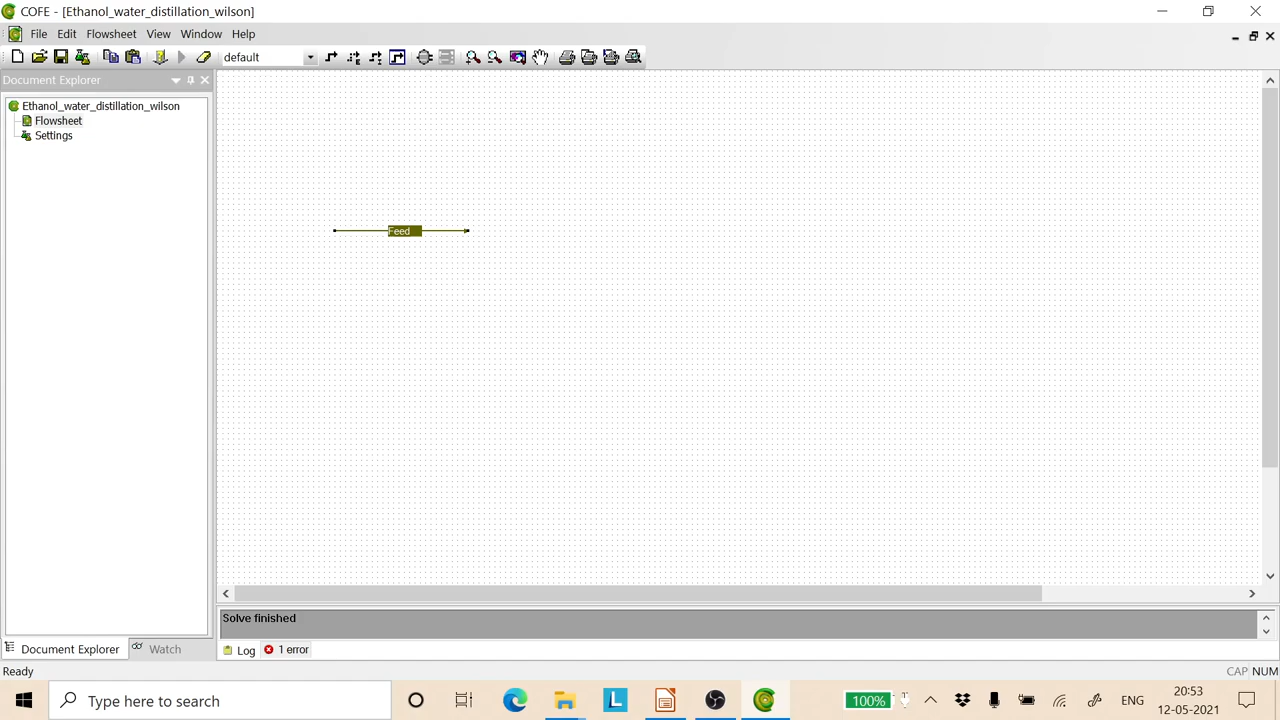 COFE - [Ethanol_water_distillation_wilson]
File Edit Flowsheet View Window Help
default
Document Explorer
Ethanol_water_distillation_wilson
Flowsheet
Settings
Feed
Solve finished
Log 1 error
Document Explorer Watch
Ready
CAP NUM
Type here to search
L
100%
ENG
20:53
12-05-2021